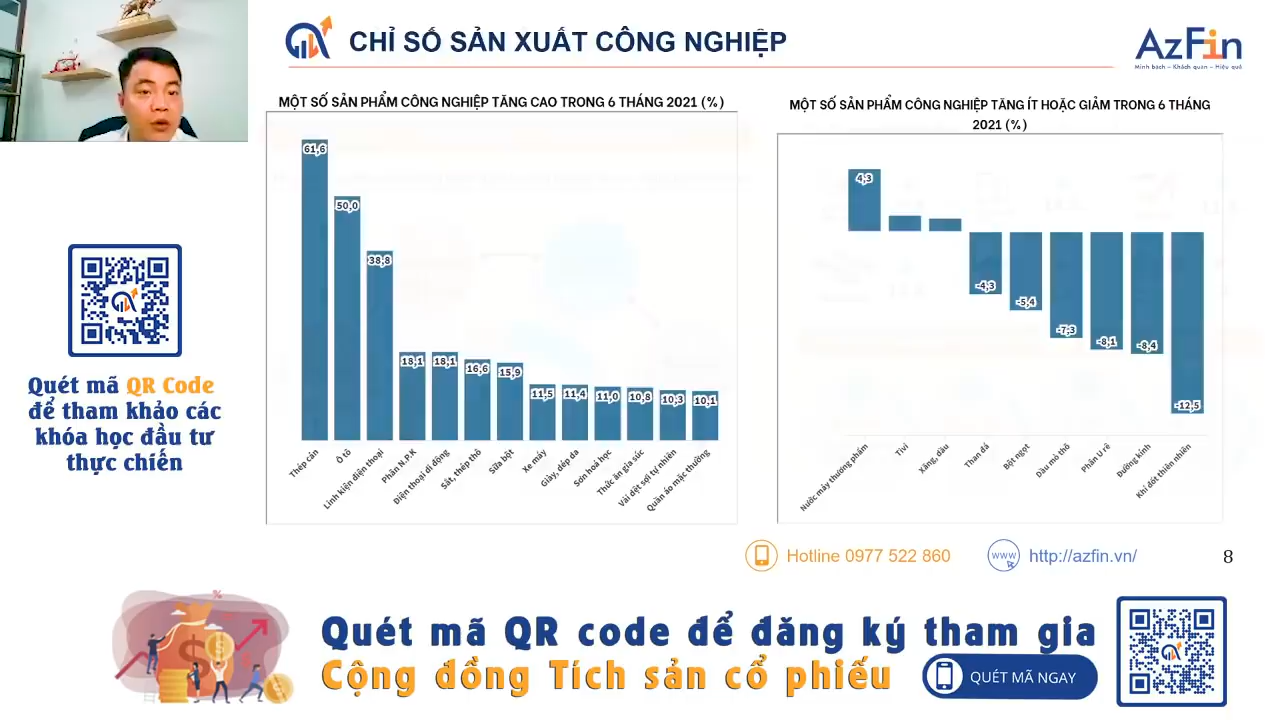 CHỈ SỐ SẢN XUẤT CÔNG NGHIỆP
AzFin
Minh bạch – Khách quan – Hiệu quả
MỘT SỐ SẢN PHẨM CÔNG NGHIỆP TĂNG CAO TRONG 6 THÁNG 2021 (%)
61,6
50,0
38,8
18,1
18,1
16,6
15,9
11,5
11,4
11,0
10,8
10,3
10,1
Thép cán
Ô tô
Linh kiện điện thoại
Phân N.P.K
Điện thoại di động
Sắt, thép thô
Sữa bột
Xe máy
Giày, dép da
Sơn hoá học
Thức ăn gia súc
Vải dệt sợi tự nhiên
Quần áo mặc thường
MỘT SỐ SẢN PHẨM CÔNG NGHIỆP TĂNG ÍT HOẶC GIẢM TRONG 6 THÁNG
2021 (%)
4,3
-4,3
-5,4
-7,3
-8,1
-8,4
-12,5
Nước máy thương phẩm
Tivi
Xăng, dầu
Than đá
Bột ngọt
Dầu mỏ thô
Phân U rê
Đường kính
Khí đốt thiên nhiên
Quét mã QR Code
để tham khảo các
khóa học đầu tư
thực chiến
Hotline 0977 522 860
www
http://azfin.vn/
8
Quét mã QR code để đăng ký tham gia
Cộng đồng Tích sản cổ phiếu
QUÉT MÃ NGAY